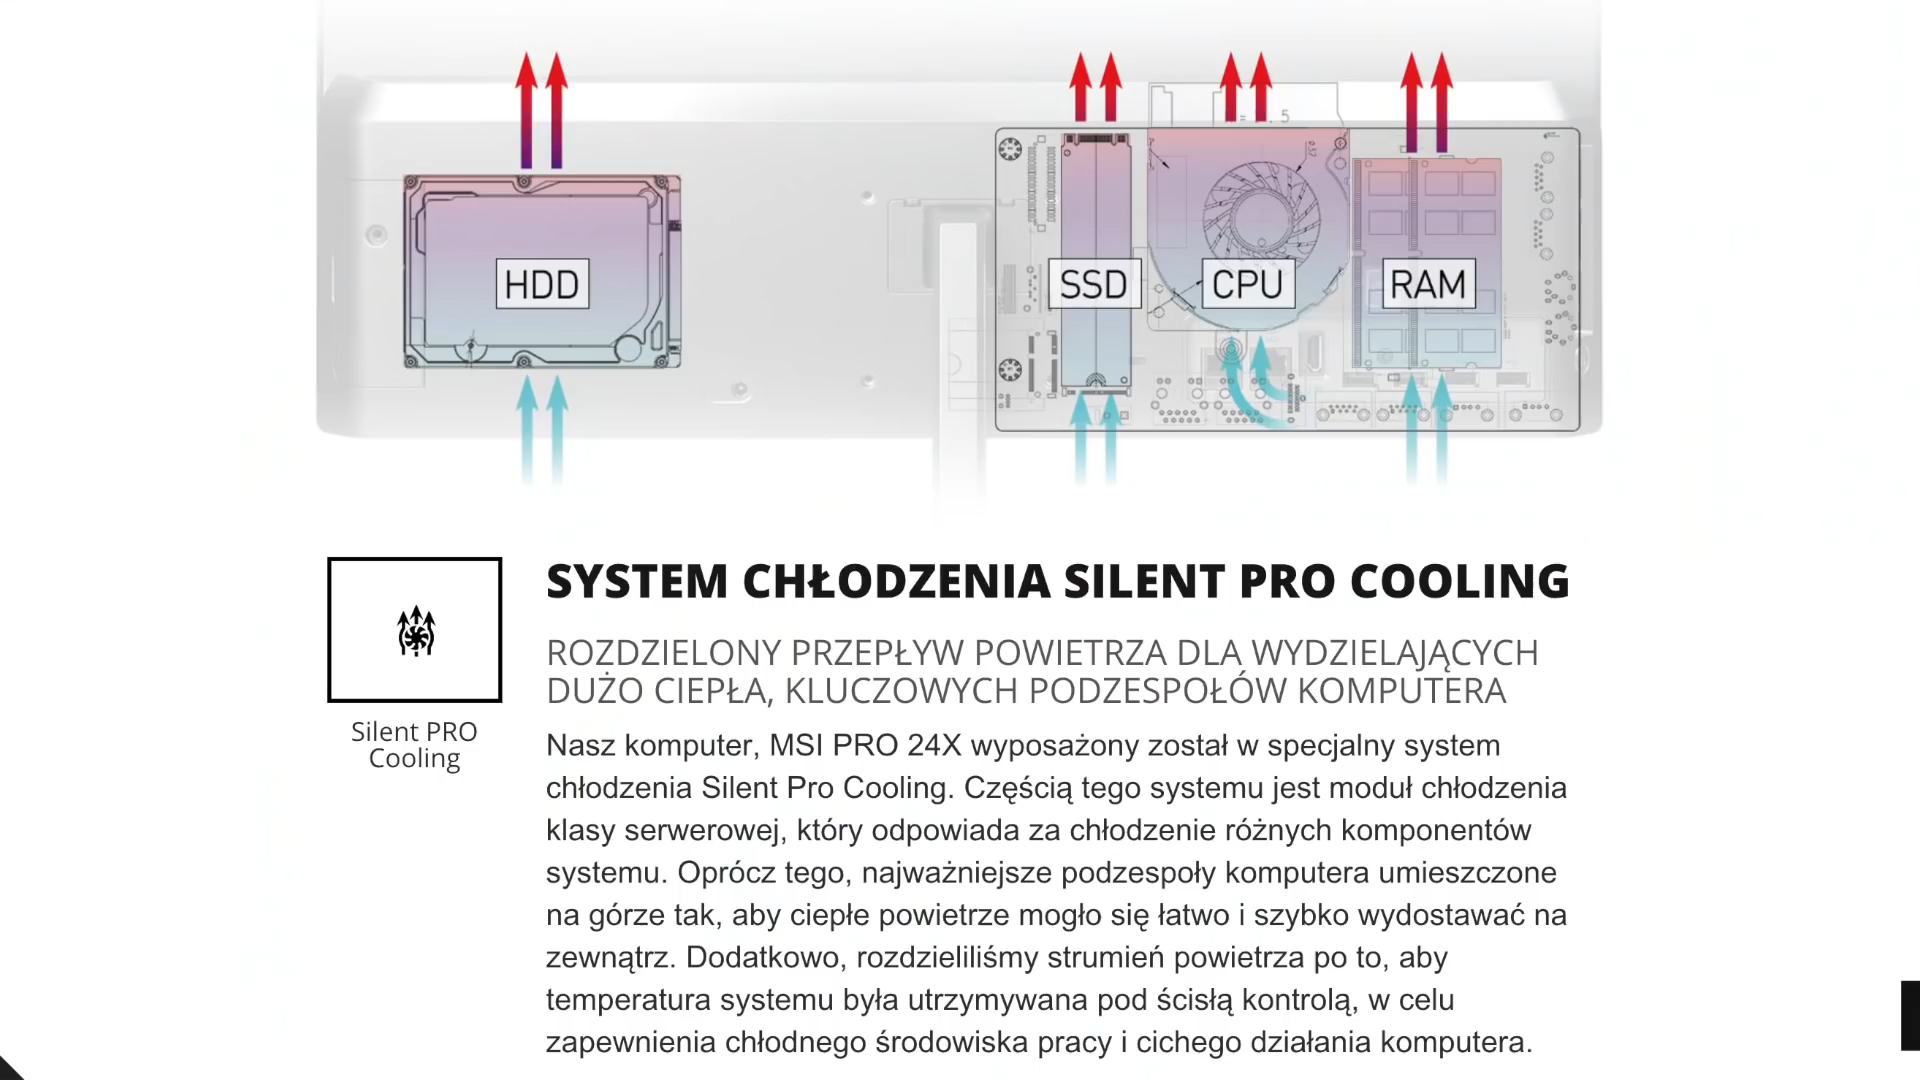 HDD
SSD
CPU
RAM
SYSTEM CHŁODZENIA SILENT PRO COOLING
ROZDZIELONY PRZEPŁYW POWIETRZA DLA WYDZIELAJĄCYCH
DUŻO CIEPŁA, KLUCZOWYCH PODZESPOŁÓW KOMPUTERA
Silent PRO
Cooling
Nasz komputer, MSI PRO 24X wyposażony został w specjalny system
chłodzenia Silent Pro Cooling. Częścią tego systemu jest moduł chłodzenia
klasy serwerowej, który odpowiada za chłodzenie różnych komponentów
systemu. Oprócz tego, najważniejsze podzespoły komputera umieszczone
na górze tak, aby ciepłe powietrze mogło się łatwo i szybko wydostawać na
zewnątrz. Dodatkowo, rozdzieliliśmy strumień powietrza po to, aby
temperatura systemu była utrzymywana pod ścisłą kontrolą, w celu
zapewnienia chłodnego środowiska pracy i cichego działania komputera.